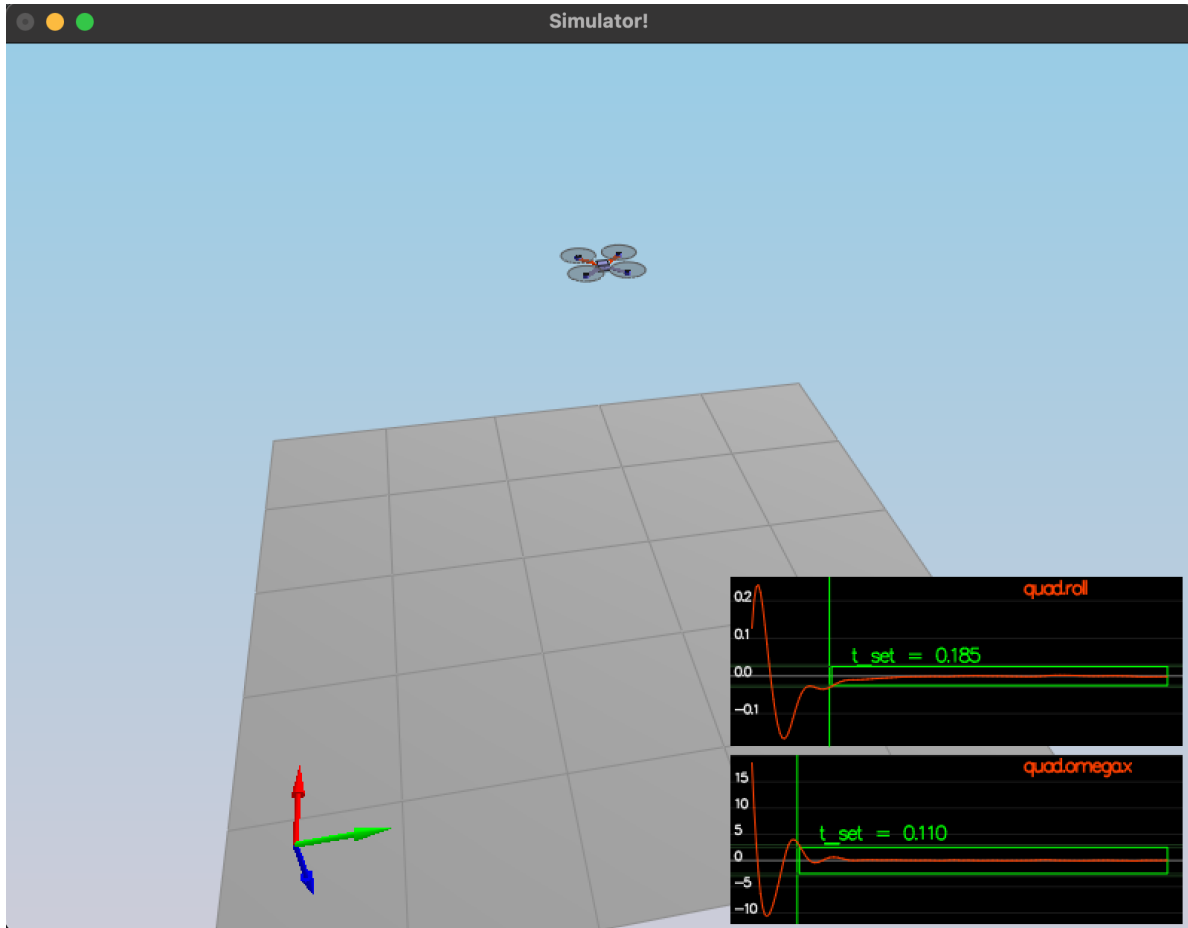 Simulator!
quad.roll
0.2
0.1
t_set = 0.185
0.0
−0.1
quad.omega.x
15
10
5
t_set = 0.110
0
−5
−10